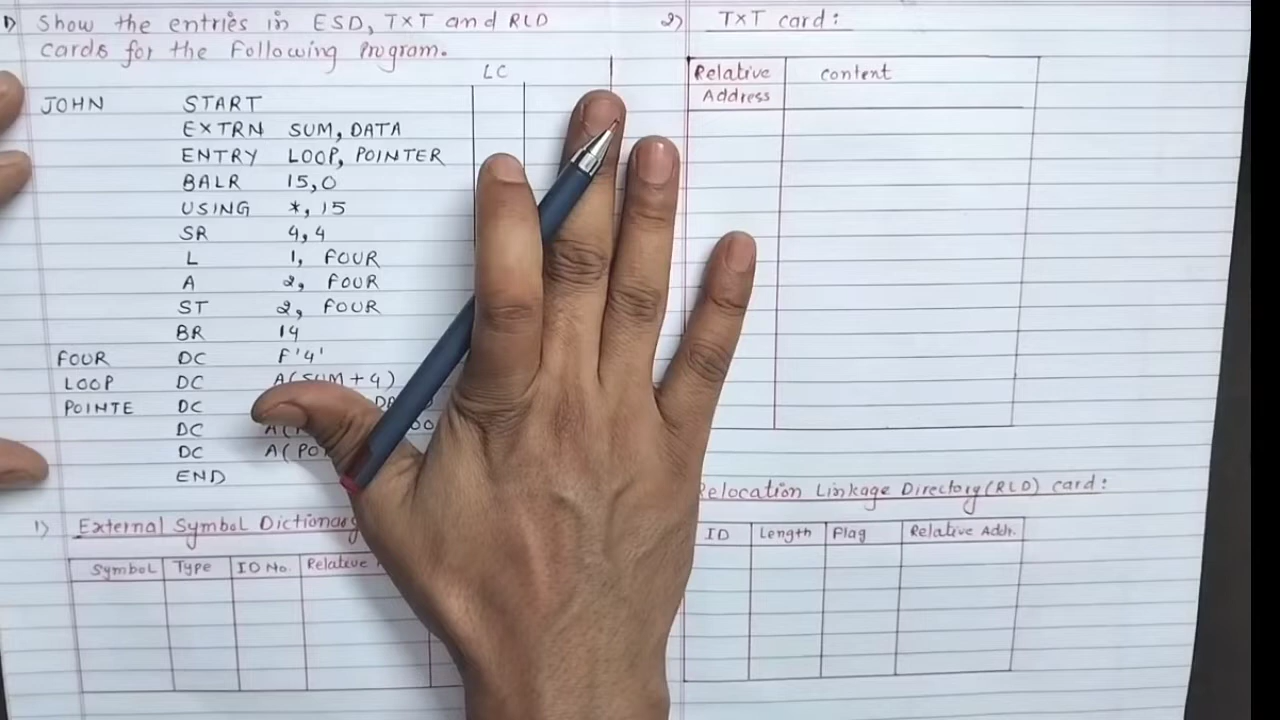 1) Show the entries in ESD, TXT and RLD
cards for the Following Program.
LC
JOHN START
EXTRN SUM, DATA
ENTRY LOOP, POINTER
BALR 15,0
USING *, 15
SR 4,4
L 1, FOUR
A 2, FOUR
ST 2, FOUR
BR 14
FOUR DC F'4'
LOOP DC A(SUM+4)
POINTE DC
DC
DC A(PO
END
1) External Symbol Dictionary
Symbol Type ID No. Relative
2) TXT card:
Relative Address content
Relocation Linkage Directory(RLD) card:
ID Length Flag Relative Addr.